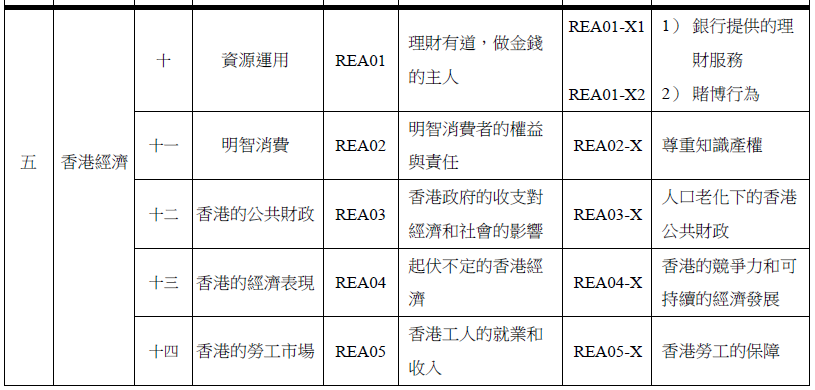 五
香港經濟
十
資源運用
REA01
理財有道，做金錢
的主人
REA01-X1
1） 銀行提供的理
財服務
REA01-X2
2） 賭博行為
十一
明智消費
REA02
明智消費者的權益
與責任
REA02-X
尊重知識產權
十二
香港的公共財政
REA03
香港政府的收支對
經濟和社會的影響
REA03-X
人口老化下的香港
公共財政
十三
香港的經濟表現
REA04
起伏不定的香港經
濟
REA04-X
香港的競爭力和可
持續的經濟發展
十四
香港的勞工市場
REA05
香港工人的就業和
收入
REA05-X
香港勞工的保障